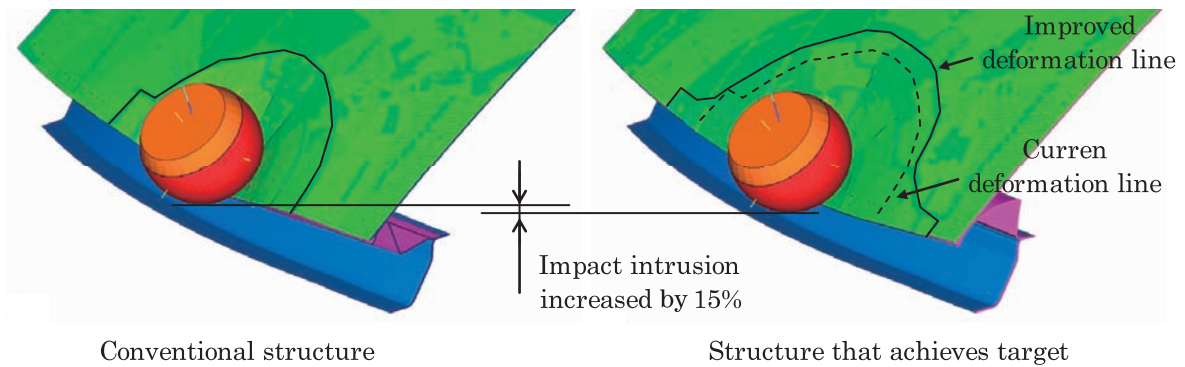 Improved
deformation line
Curren
deformation line
Impact intrusion
increased by 15%
Conventional structure
Structure that achieves target